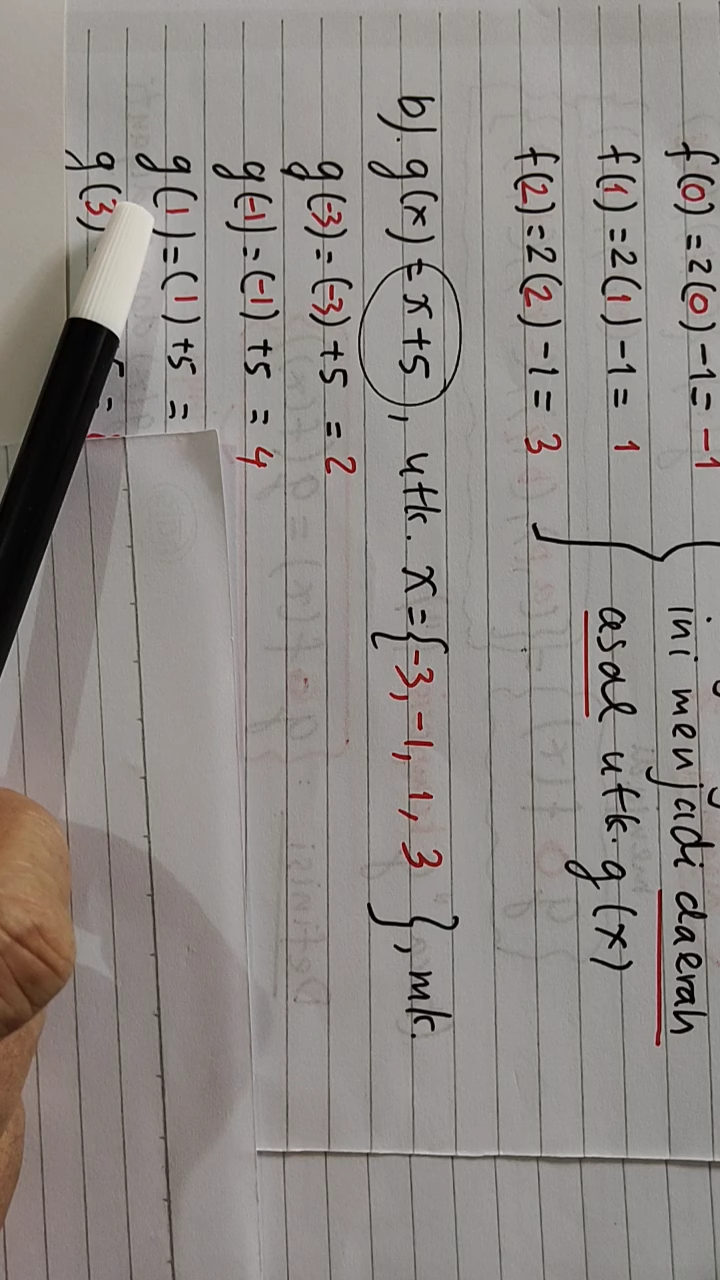 f(0) = 2(0) -1 = -1
f(1) = 2(1) -1 = 1
f(2) = 2(2) -1 = 3
ini menjadi daerah
asal utk. g(x)
b). g(x) = x+5, utk. x = {-3, -1, 1, 3}, mk.
g(-3) = (-3) +5 = 2
g(-1) = (-1) +5 = 4
g(1) = (1) +5 =
g(3) 5 =